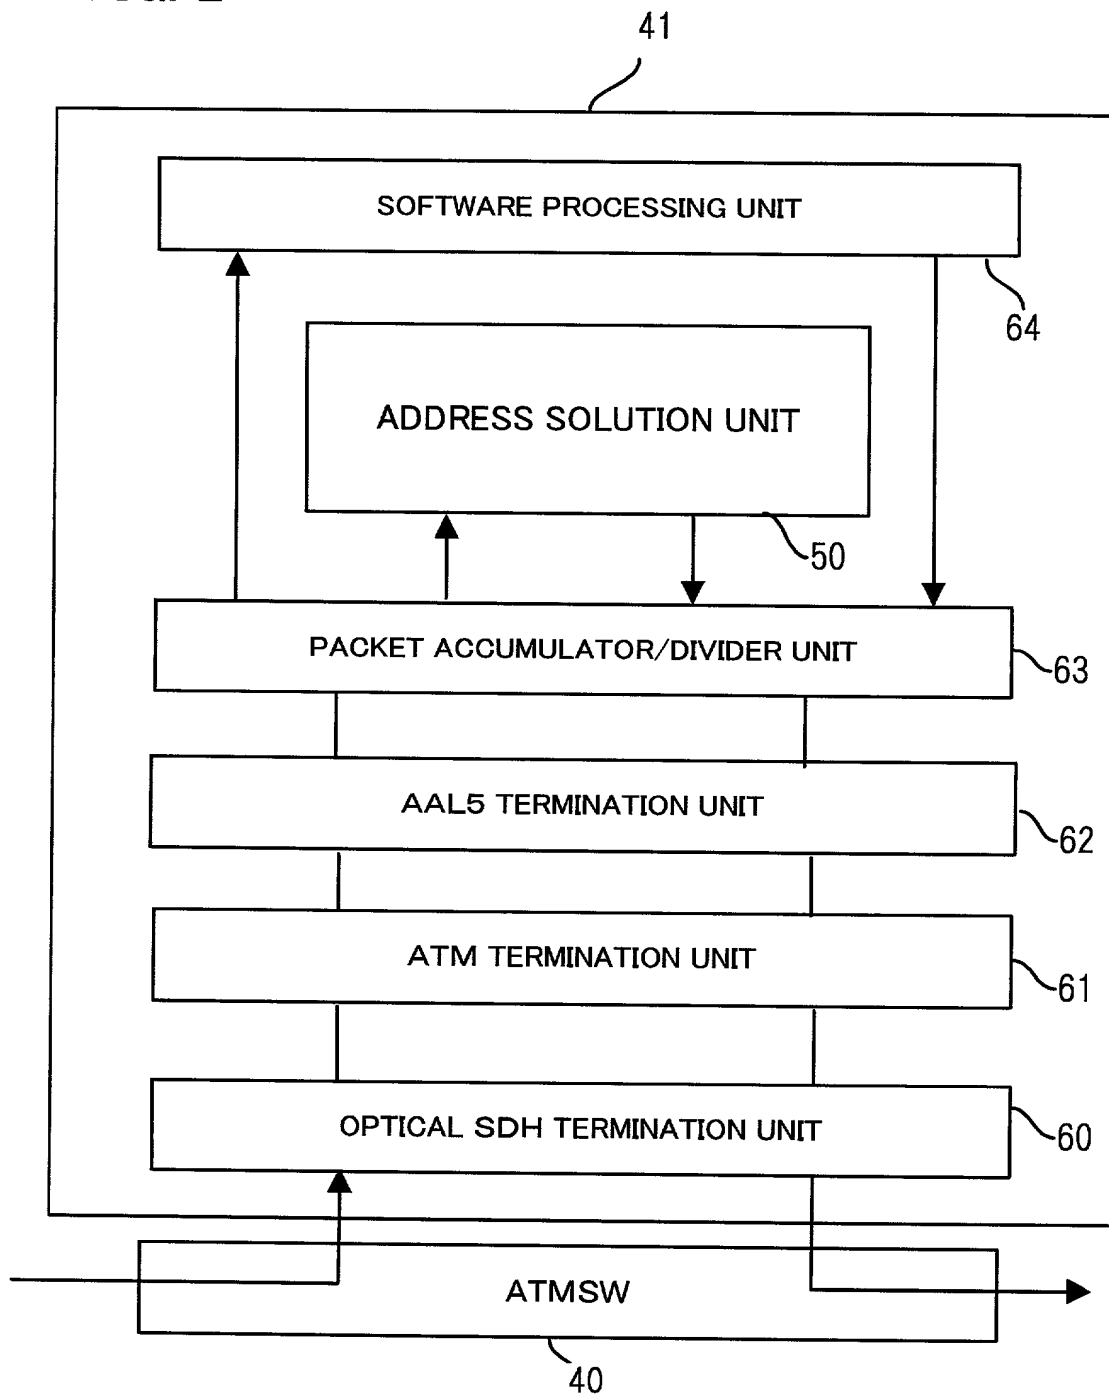 41
SOFTWARE PROCESSING UNIT
64
ADDRESS SOLUTION UNIT
50
PACKET ACCUMULATOR/DIVIDER UNIT
63
AAL5 TERMINATION UNIT
62
ATM TERMINATION UNIT
61
OPTICAL SDH TERMINATION UNIT
60
ATMSW
40